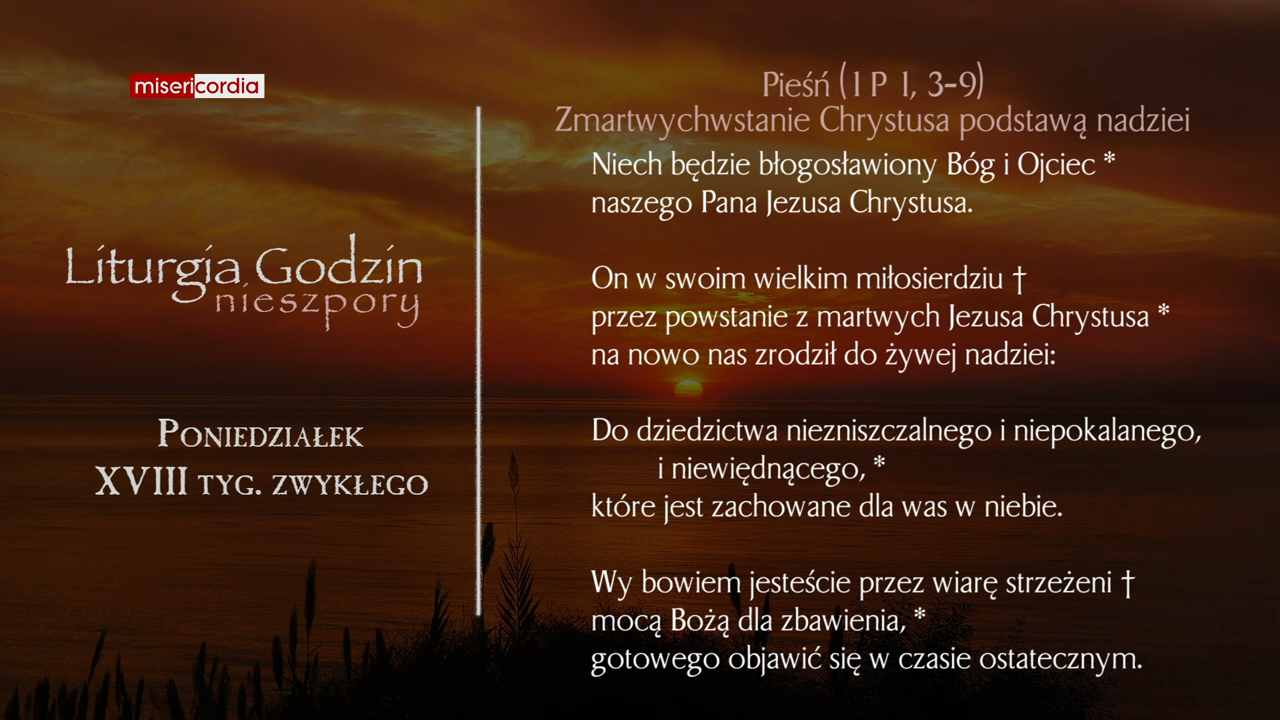 misericordia
Liturgia Godzin
nieszpory
Poniedziałek
XVIII tyg. zwykłego
Pieśń (1 P 1, 3-9)
Zmartwychwstanie Chrystusa podstawą nadziei
Niech będzie błogosławiony Bóg i Ojciec *
naszego Pana Jezusa Chrystusa.
On w swoim wielkim miłosierdziu †
przez powstanie z martwych Jezusa Chrystusa *
na nowo nas zrodził do żywej nadziei:
Do dziedzictwa niezniszczalnego i niepokalanego,
i niewiędnącego, *
które jest zachowane dla was w niebie.
Wy bowiem jesteście przez wiarę strzeżeni †
mocą Bożą dla zbawienia, *
gotowego objawić się w czasie ostatecznym.